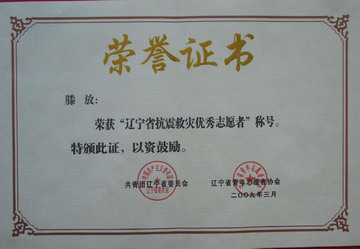 荣誉证书
滕 放:
荣获“辽宁省抗震救灾优秀志愿者”称号。
特颁此证，以资鼓励。
共青团辽宁省委员会 辽宁省青年志愿者协会
二〇〇九年三月